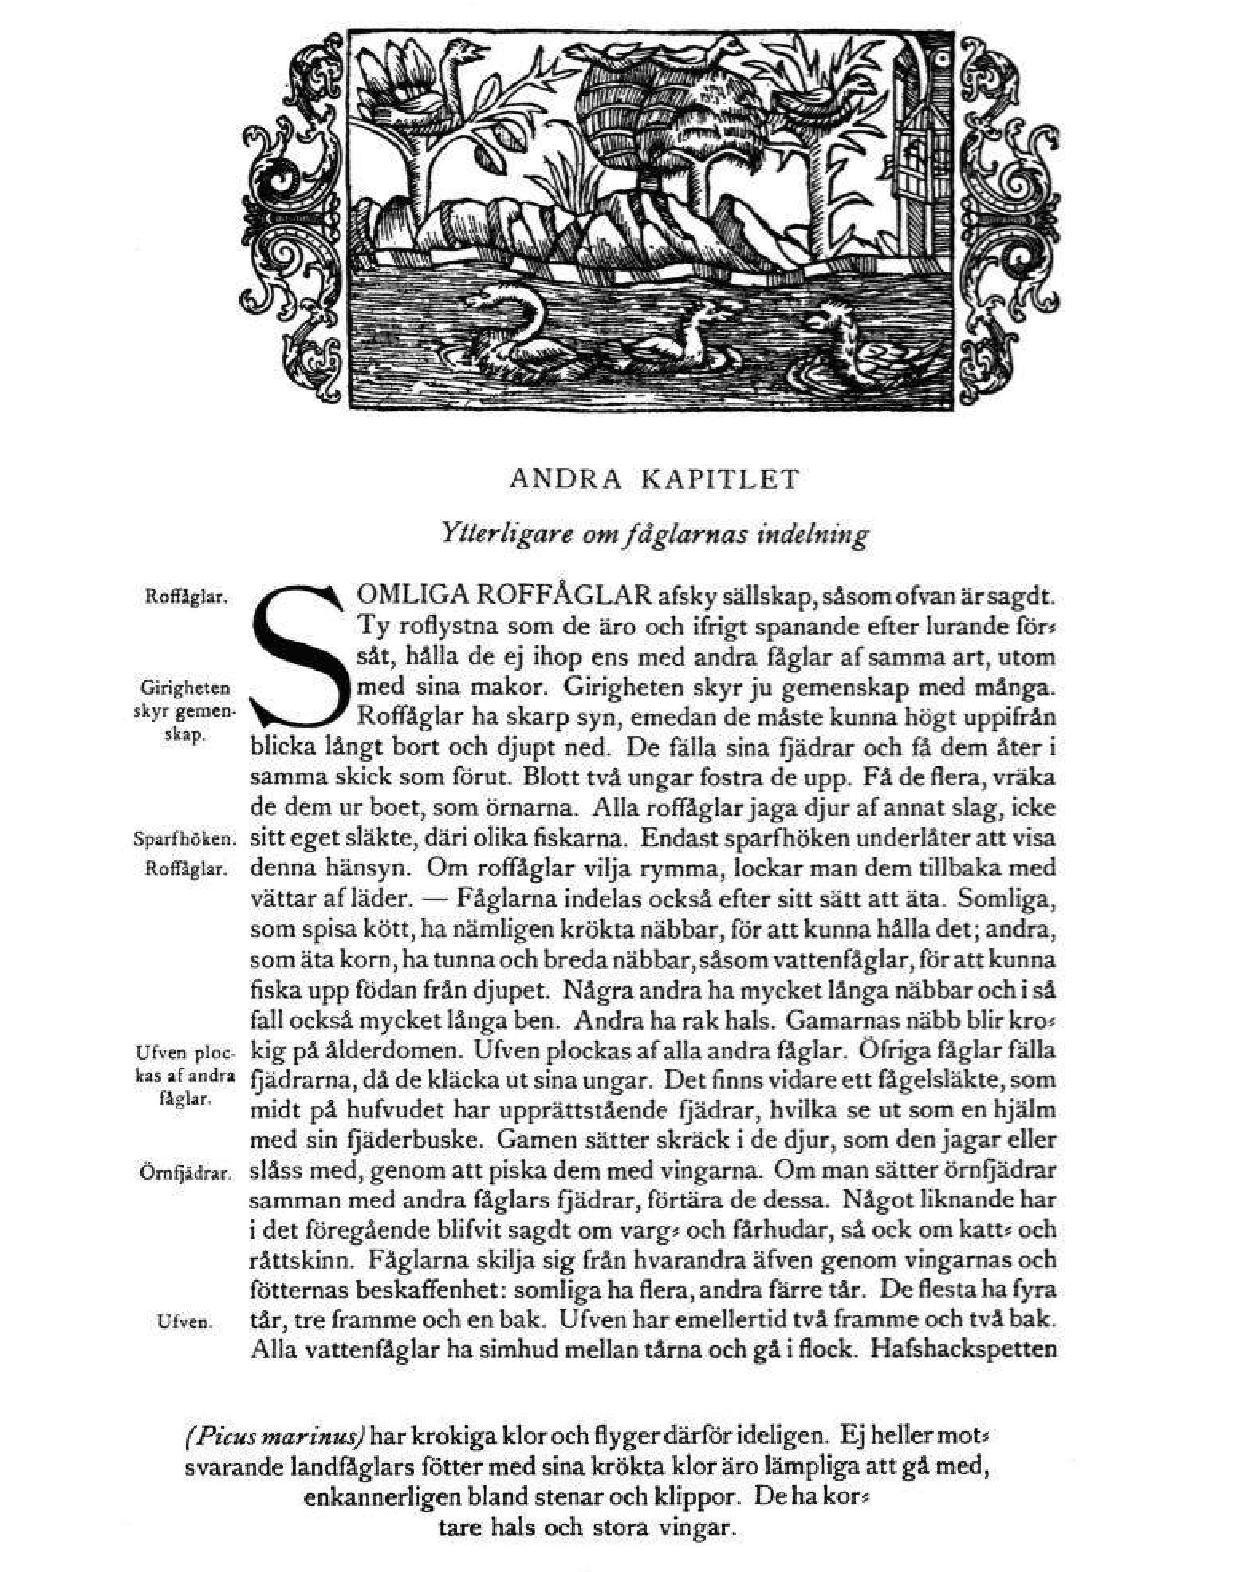 ANDRA KAPITLET
Ytterligare om fåglarnas indelning
Roffåglar.
SOMLIGA ROFFÅGLAR afsky sällskap, såsom ofvan är sagdt.
Ty roflystna som de äro och ifrigt spanande efter lurande för⸗
såt, hålla de ej ihop ens med andra fåglar af samma art, utom
Girigheten
skyr gemen-
skap.
med sina makor. Girigheten skyr ju gemenskap med många.
Roffåglar ha skarp syn, emedan de måste kunna högt uppifrån
blicka långt bort och djupt ned. De fälla sina fjädrar och få dem åter i
samma skick som förut. Blott två ungar fostra de upp. Få de flera, vräka
de dem ur boet, som örnarna. Alla roffåglar jaga djur af annat slag, icke
Sparfhöken.
sitt eget släkte, däri olika fiskarna. Endast sparfhöken underlåter att visa
Roffåglar.
denna hänsyn. Om roffåglar vilja rymma, lockar man dem tillbaka med
vättar af läder. — Fåglarna indelas också efter sitt sätt att äta. Somliga,
som spisa kött, ha nämligen krökta näbbar, för att kunna hålla det; andra,
som äta korn, ha tunna och breda näbbar, såsom vattenfåglar, för att kunna
fiska upp födan från djupet. Några andra ha mycket långa näbbar och i så
fall också mycket långa ben. Andra ha rak hals. Gamarnas näbb blir kro⸗
Ufven ploc-
kas af andra
fåglar.
kig på ålderdomen. Ufven plockas af alla andra fåglar. Öfriga fåglar fälla
fjädrarna, då de kläcka ut sina ungar. Det finns vidare ett fågelsläkte, som
midt på hufvudet har upprättstående fjädrar, hvilka se ut som en hjälm
med sin fjäderbuske. Gamen sätter skräck i de djur, som den jagar eller
Örnfjädrar.
slåss med, genom att piska dem med vingarna. Om man sätter örnfjädrar
samman med andra fåglars fjädrar, förtära de dessa. Något liknande har
i det föregående blifvit sagdt om varg⸗ och fårhudar, så ock om katt⸗ och
råttskinn. Fåglarna skilja sig från hvarandra äfven genom vingarnas och
fötternas beskaffenhet: somliga ha flera, andra färre tår. De flesta ha fyra
Ufven.
tår, tre framme och en bak. Ufven har emellertid två framme och två bak.
Alla vattenfåglar ha simhud mellan tårna och gå i flock. Hafshackspetten
(Picus marinus) har krokiga klor och flyger därför ideligen. Ej heller mot⸗
svarande landfåglars fötter med sina krökta klor äro lämpliga att gå med,
enkannerligen bland stenar och klippor. De ha kor⸗
tare hals och stora vingar.